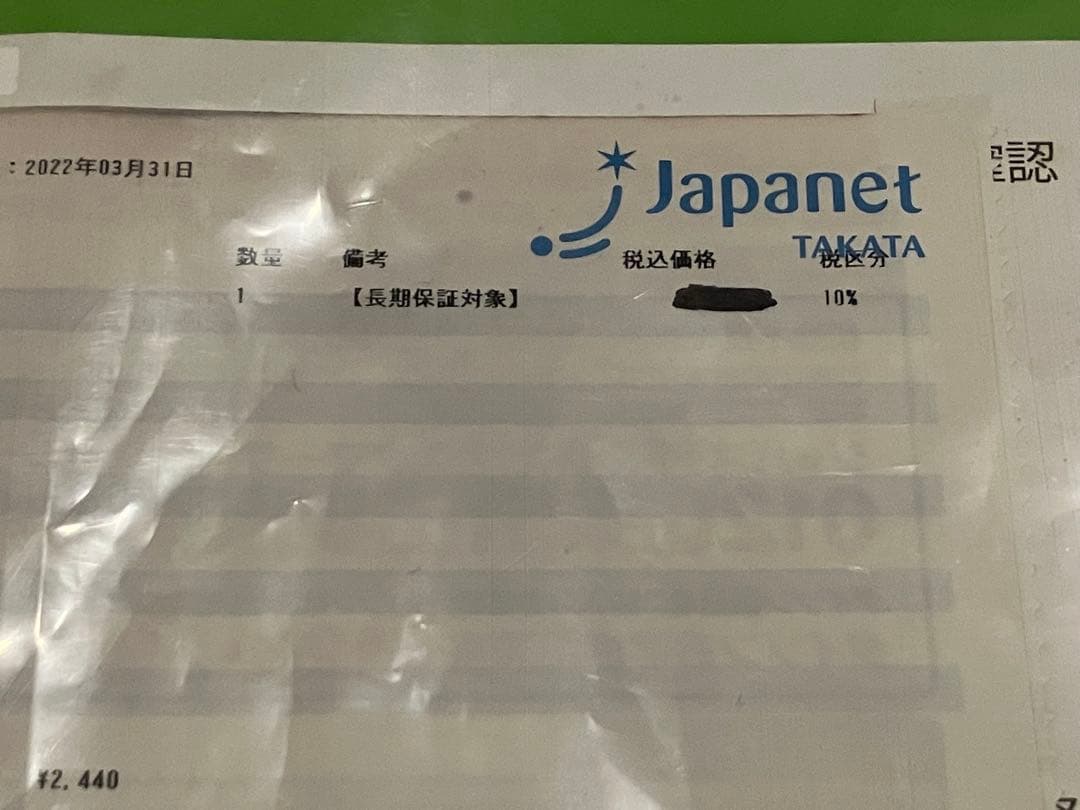 : 2022年03月31日
Japanet
TAKATA
認
数量 備考 税込価格 税区分
1 【長期保証対象】 10%
¥2,440